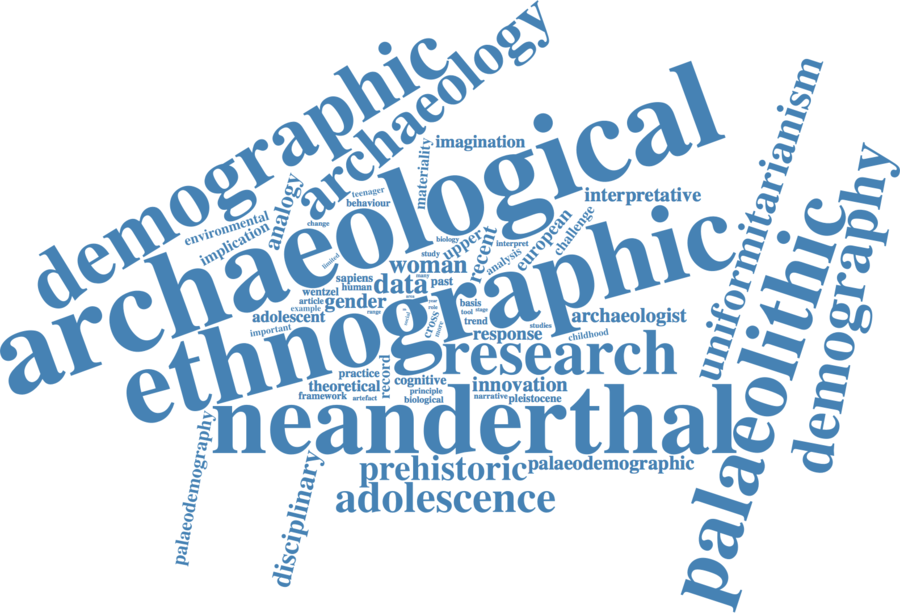 demographic
archaeology
archaeological
imagination
materiality
teenager
behaviour
analogy
change
environmental
implication
interpretative
uniformitarianism
ethnographic
european
challenge
recent
interpret
analysis
upper
biology
study
limited
woman
many
sapiens
human
data
past
wentzel
article
gender
example
range
adolescent
important
area
year
role
social
cross
more
basis
tool
stage
trend
response
studies
archaeologist
childhood
palaeolithic
demography
research
record
practice
theoretical
framework
artefact
cognitive
principle
biological
innovation
narrative
pleistocene
neanderthal
palaeodemography
disciplinary
prehistoric
palaeodemographic
adolescence